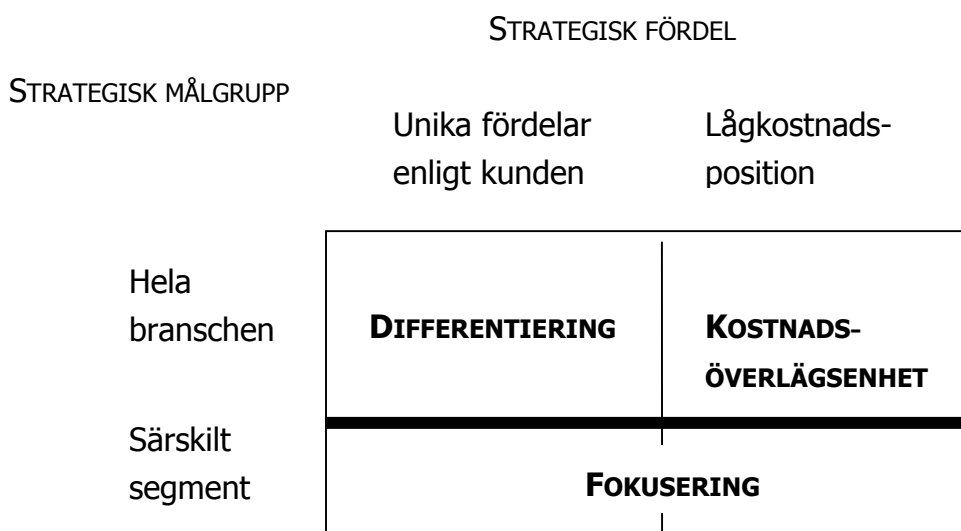 STRATEGISK FÖRDEL
STRATEGISK MÅLGRUPP
Unika fördelar
enligt kunden
Lågkostnads-
position
Hela
branschen
DIFFERENTIERING
KOSTNADS-
ÖVERLÄGSENHET
Särskilt
segment
FOKUSERING